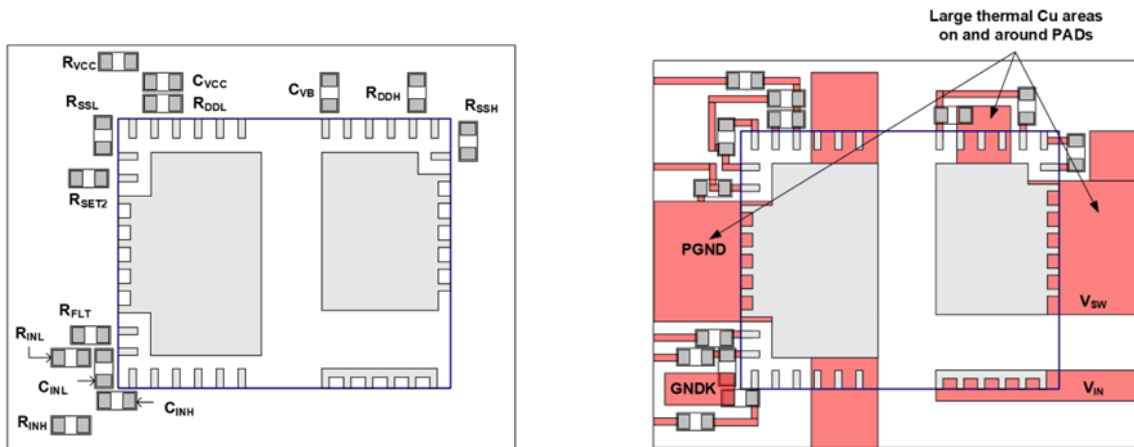 Large thermal Cu areas
on and around PADs
RVCC
CVCC
RDDL
CVB
RDDH
RSSL
RSSH
RSET2
RFLT
RINL
CINL
CINH
RINH
PGND
VSW
GNDK
VIN